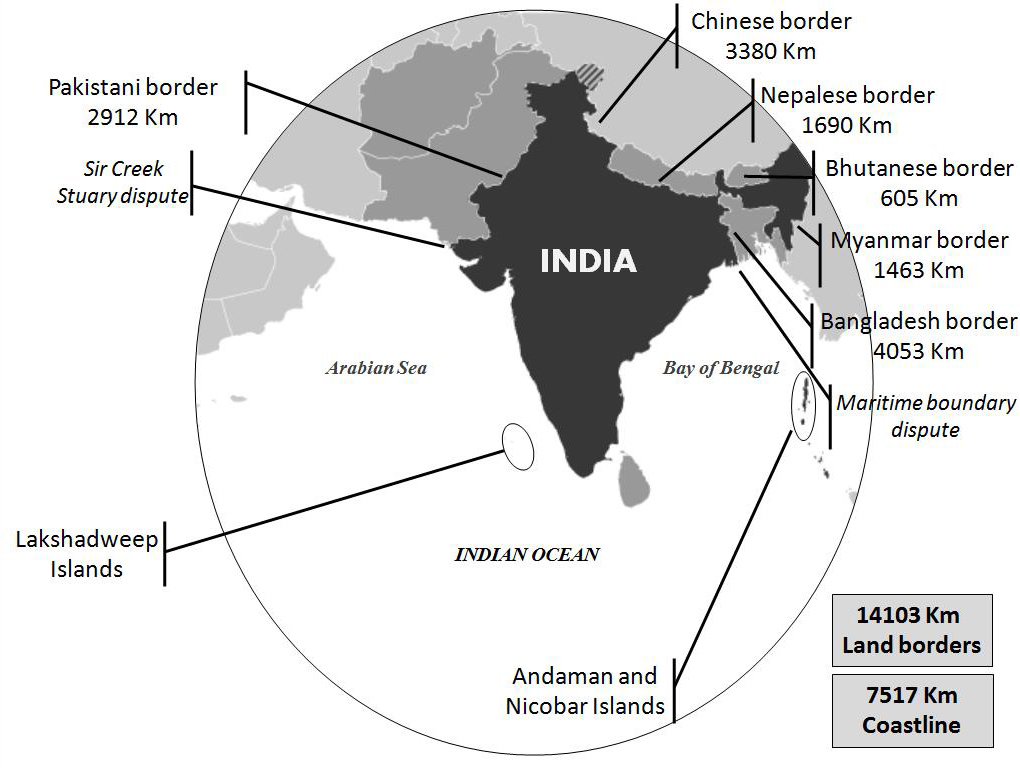 Chinese border
3380 Km
Pakistani border
2912 Km
Nepalese border
1690 Km
Sir Creek
Stuary dispute
Bhutanese border
605 Km
Myanmar border
1463 Km
INDIA
Bangladesh border
4053 Km
Arabian Sea
Bay of Bengal
Maritime boundary
dispute
Lakshadweep
Islands
INDIAN OCEAN
14103 Km
Land borders
Andaman and
Nicobar Islands
7517 Km
Coastline